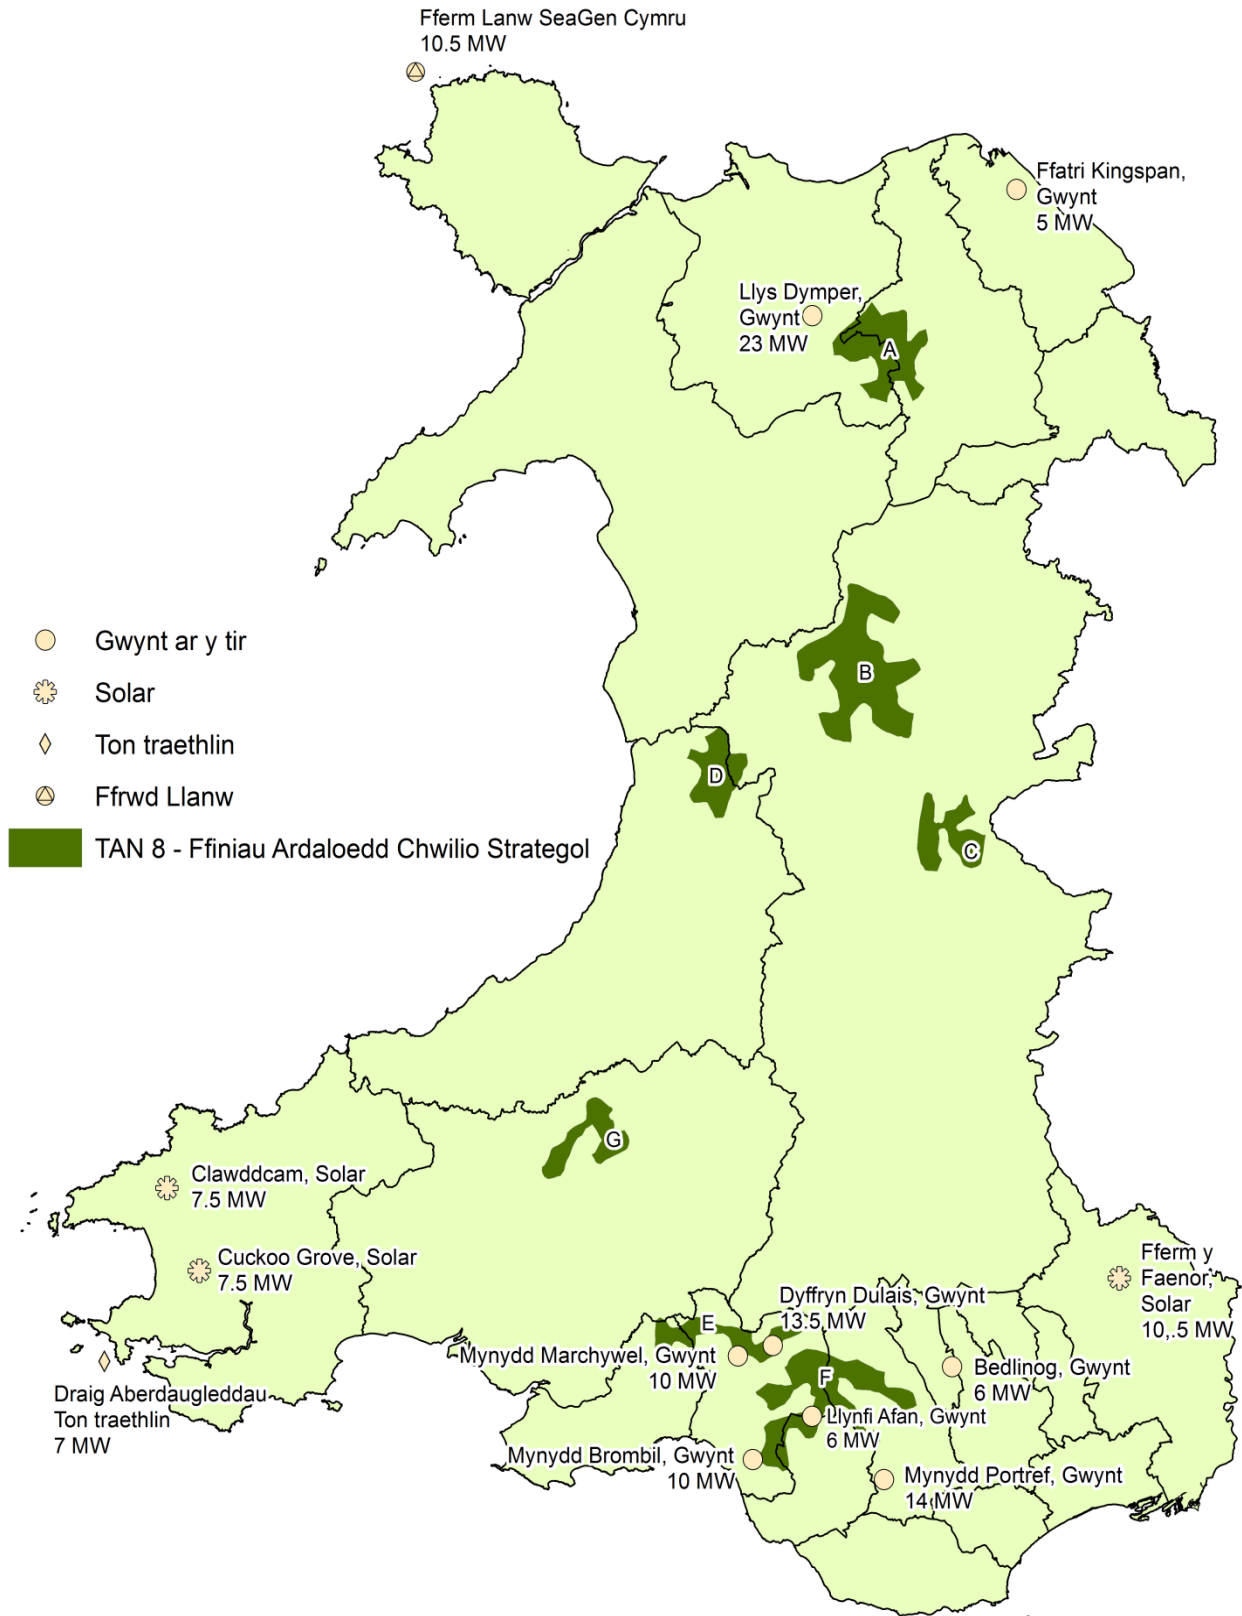 Fferm Lanw SeaGen Cymru
10.5 MW
Ffatri Kingspan,
Gwynt
5 MW
Llys Dymper,
Gwynt
23 MW
A
Gwynt ar y tir
Solar
Ton traethlin
Ffrwd Llanw
TAN 8 - Ffiniau Ardaloedd Chwilio Strategol
B
D
C
G
Clawddcam, Solar
7.5 MW
Cuckoo Grove, Solar
7.5 MW
Draig Aberdaugleddau
Ton traethlin
7 MW
Fferm y
Faenor,
Solar
10,.5 MW
Dyffryn Dulais, Gwynt
13.5 MW
E
Mynydd Marchywel, Gwynt
10 MW
F
Bedlinog, Gwynt
6 MW
Llynfi Afan, Gwynt
6 MW
Mynydd Brombil, Gwynt
10 MW
Mynydd Portref, Gwynt
14 MW